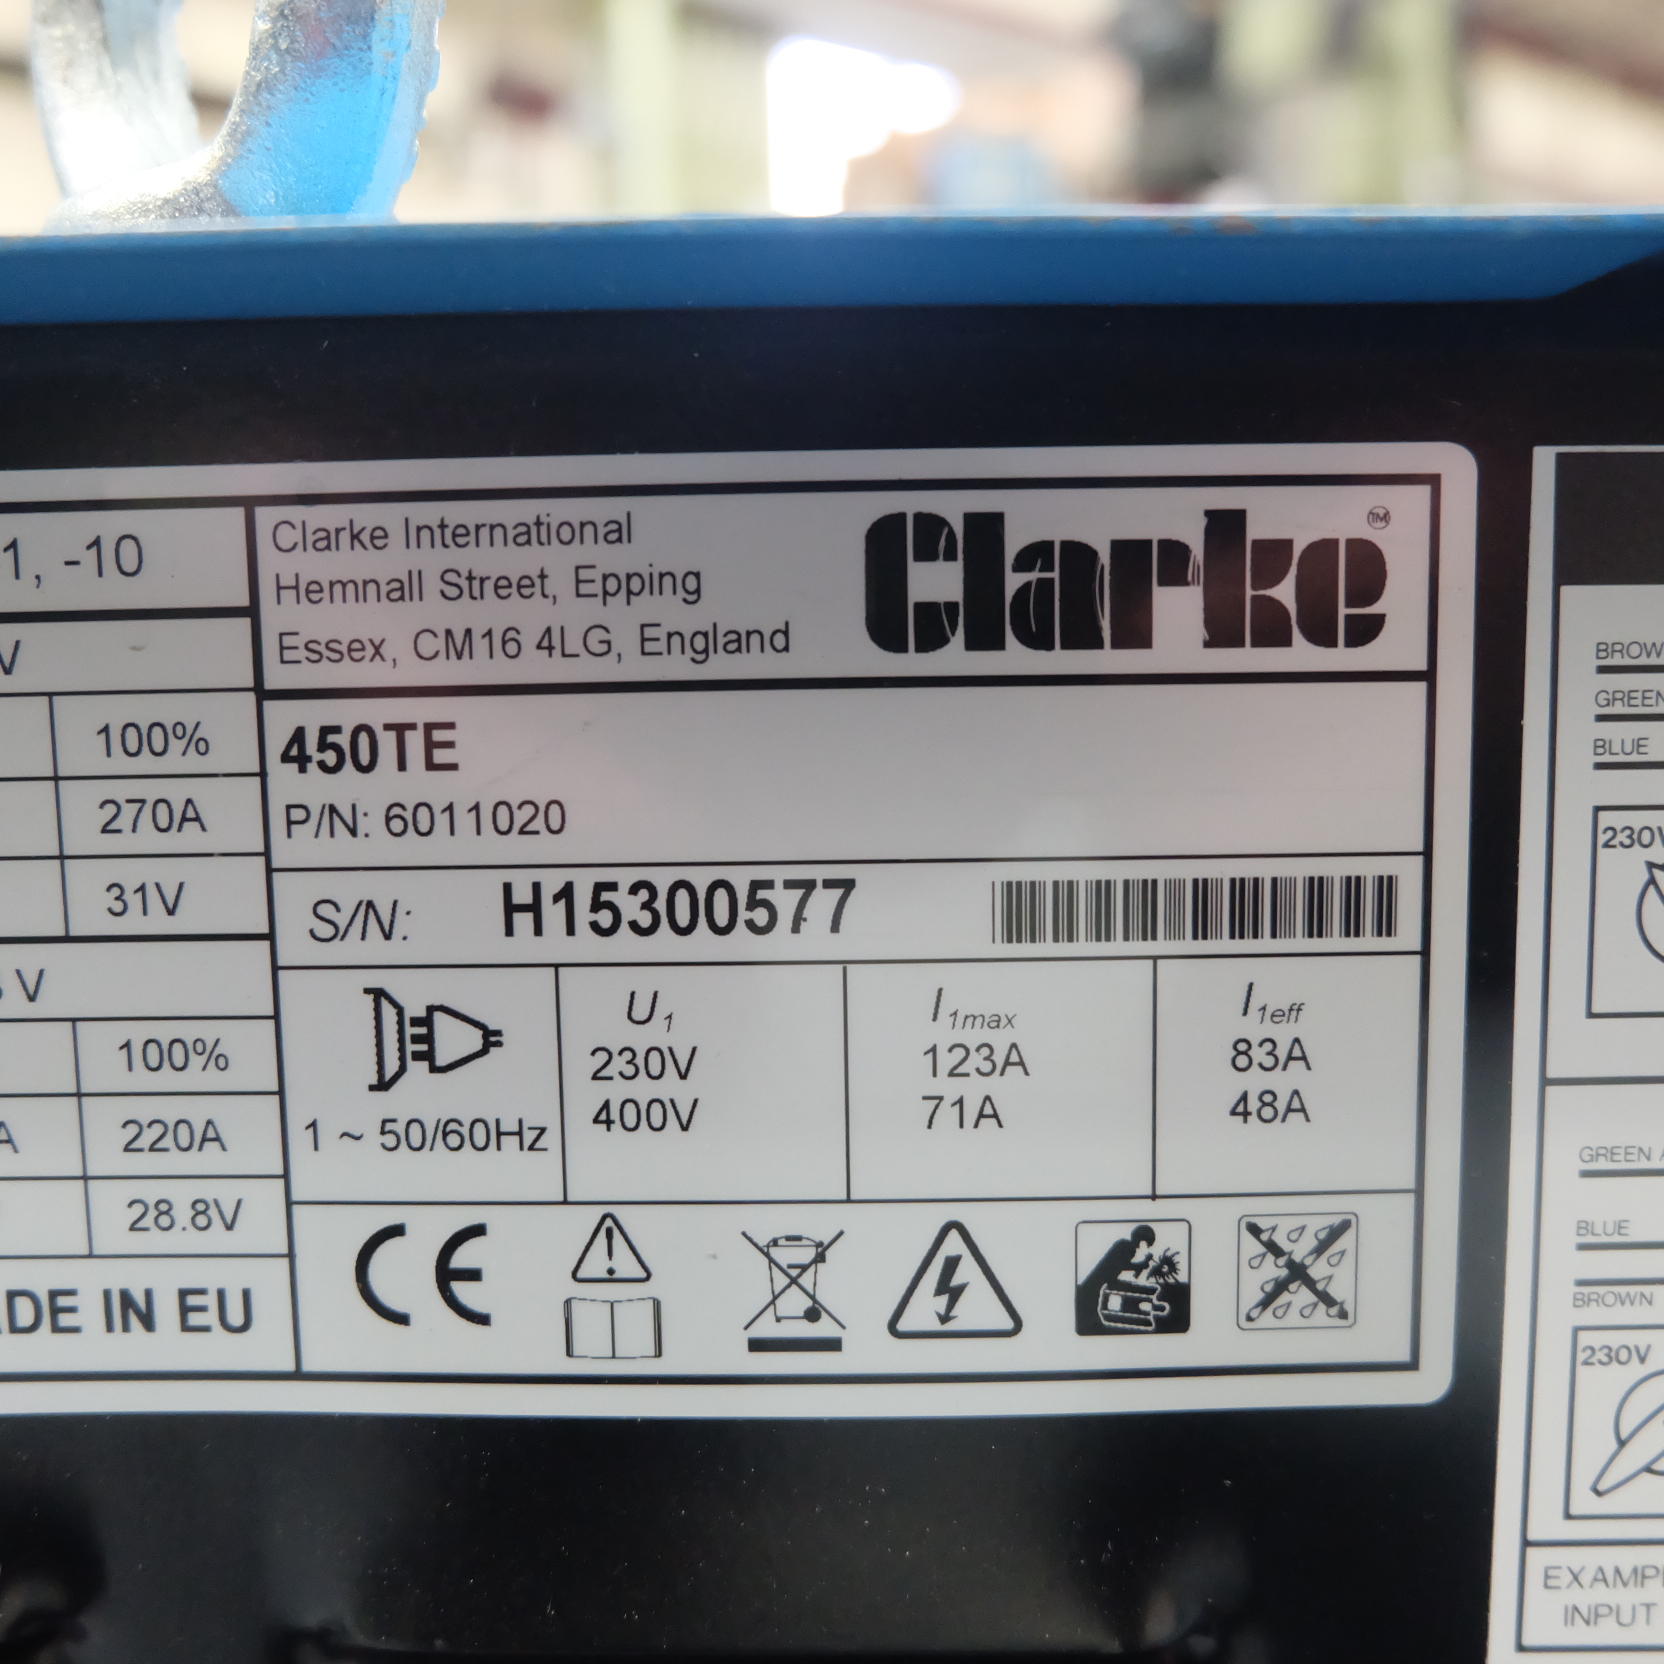 1, -10
V
100%
270A
31V
V
100%
A
220A
28.8V
DE IN EU
Clarke International
Hemnall Street, Epping
Essex, CM16 4LG, England
Clarke
TM
450TE
P/N: 6011020
S/N: H15300577
1 ~ 50/60Hz
U1
230V
400V
I1max
123A
71A
I1eff
83A
48A
CE
BROW
GREEN
BLUE
230V
GREEN
BLUE
BROWN
230V
EXAMP
INPUT